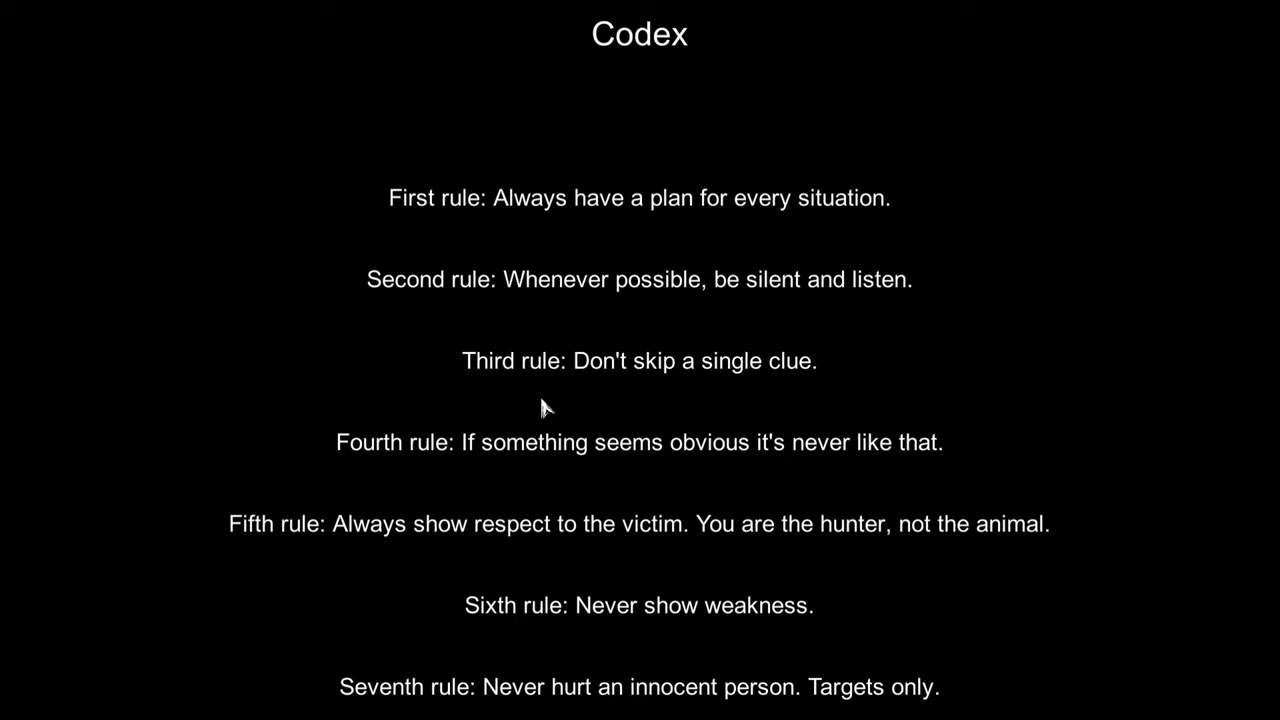 Codex
First rule: Always have a plan for every situation.
Second rule: Whenever possible, be silent and listen.
Third rule: Don't skip a single clue.
Fourth rule: If something seems obvious it's never like that.
Fifth rule: Always show respect to the victim. You are the hunter, not the animal.
Sixth rule: Never show weakness.
Seventh rule: Never hurt an innocent person. Targets only.